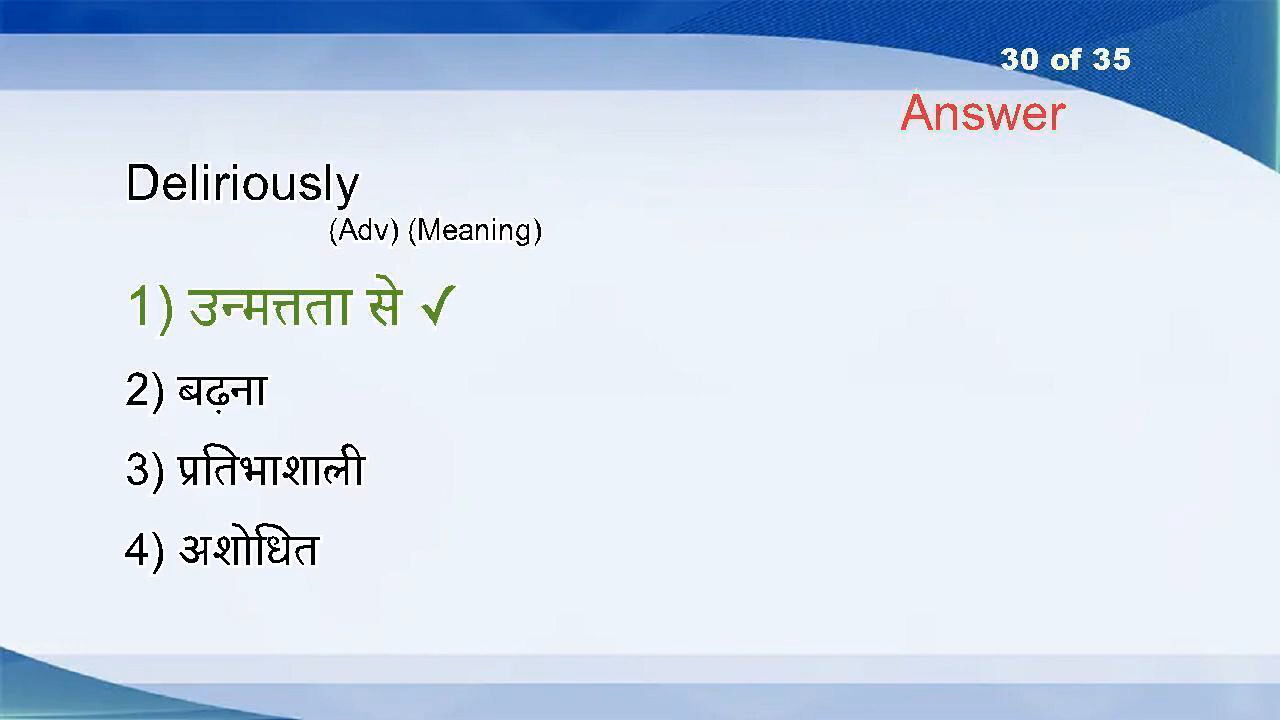 30 of 35
Answer
Deliriously
(Adv) (Meaning)
1) उन्मत्तता से ✓
2) बढ़ना
3) प्रतिभाशाली
4) अशोधित